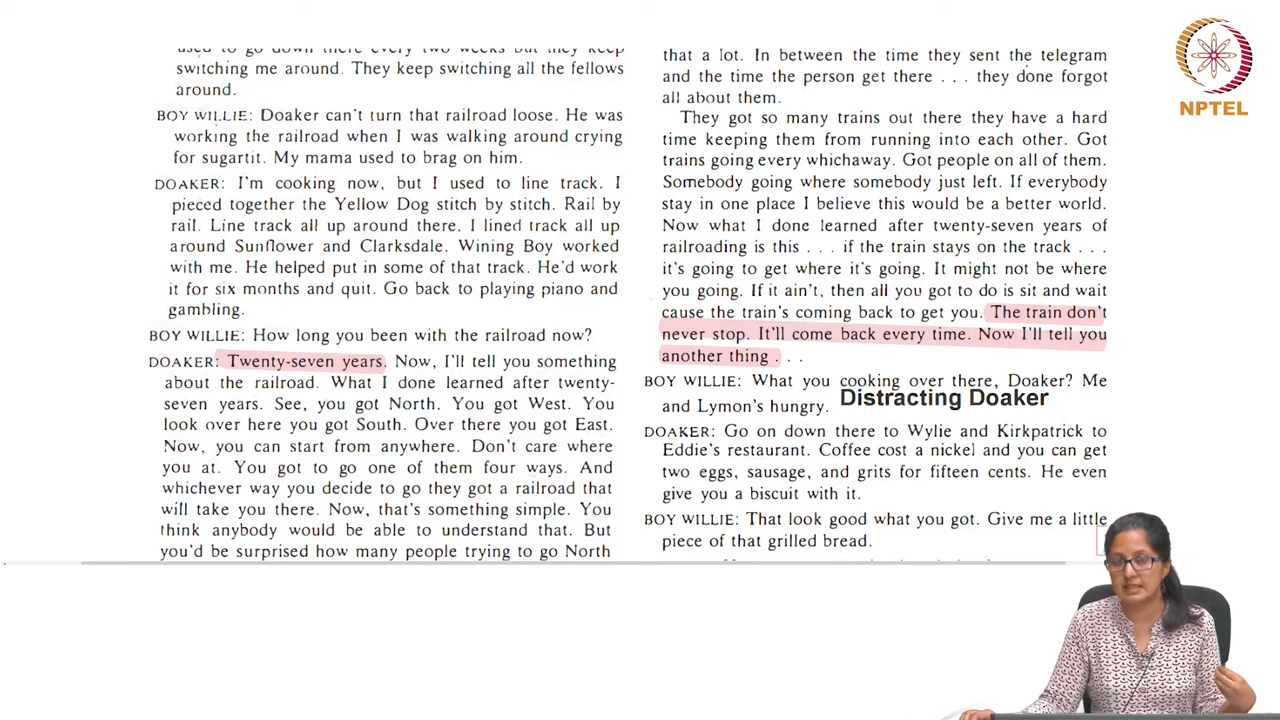 used to go down there every two weeks but they keep
switching me around. They keep switching all the fellows
around.
BOY WILLIE: Doaker can't turn that railroad loose. He was
working the railroad when I was walking around crying
for sugartit. My mama used to brag on him.
DOAKER: I'm cooking now, but I used to line track. I
pieced together the Yellow Dog stitch by stitch. Rail by
rail. Line track all up around there. I lined track all up
around Sunflower and Clarksdale. Wining Boy worked
with me. He helped put in some of that track. He'd work
it for six months and quit. Go back to playing piano and
gambling.
BOY WILLIE: How long you been with the railroad now?
DOAKER: Twenty-seven years. Now, I'll tell you something
about the railroad. What I done learned after twenty-
seven years. See, you got North. You got West. You
look over here you got South. Over there you got East.
Now, you can start from anywhere. Don't care where
you at. You got to go one of them four ways. And
whichever way you decide to go they got a railroad that
will take you there. Now, that's something simple. You
think anybody would be able to understand that. But
you'd be surprised how many people trying to go North
that a lot. In between the time they sent the telegram
and the time the person get there . . . they done forgot
all about them.
They got so many trains out there they have a hard
time keeping them from running into each other. Got
trains going every whichaway. Got people on all of them.
Somebody going where somebody just left. If everybody
stay in one place I believe this would be a better world.
Now what I done learned after twenty-seven years of
railroading is this . . . if the train stays on the track . . .
it's going to get where it's going. It might not be where
you going. If it ain't, then all you got to do is sit and wait
cause the train's coming back to get you. The train don't
never stop. It'll come back every time. Now I'll tell you
another thing . . .
BOY WILLIE: What you cooking over there, Doaker? Me
and Lymon's hungry.
Distracting Doaker
DOAKER: Go on down there to Wylie and Kirkpatrick to
Eddie's restaurant. Coffee cost a nickel and you can get
two eggs, sausage, and grits for fifteen cents. He even
give you a biscuit with it.
BOY WILLIE: That look good what you got. Give me a little
piece of that grilled bread.
NPTEL